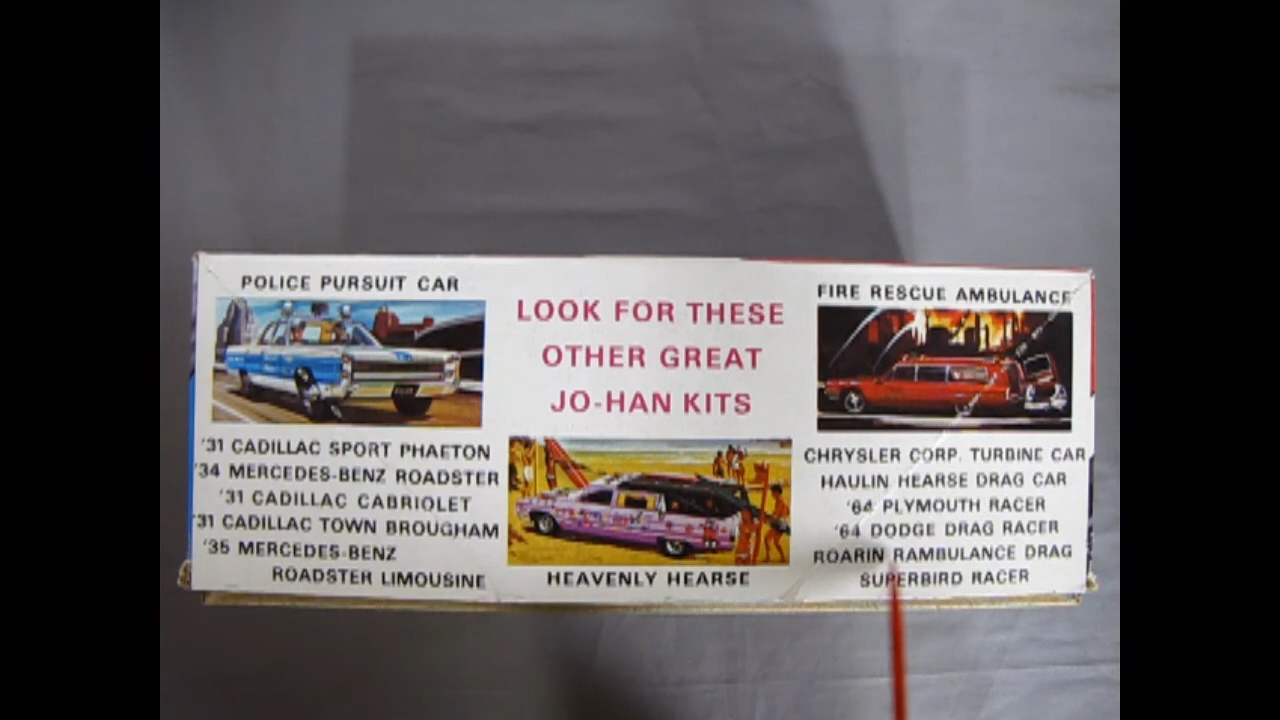 POLICE PURSUIT CAR
'31 CADILLAC SPORT PHAETON
'34 MERCEDES-BENZ ROADSTER
'31 CADILLAC CABRIOLET
'31 CADILLAC TOWN BROUGHAM
'35 MERCEDES-BENZ
ROADSTER LIMOUSINE
LOOK FOR THESE
OTHER GREAT
JO-HAN KITS
HEAVENLY HEARSE
FIRE RESCUE AMBULANCE
CHRYSLER CORP. TURBINE CAR
HAULIN HEARSE DRAG CAR
'64 PLYMOUTH RACER
'64 DODGE DRAG RACER
ROARIN RAMBULANCE DRAG
SUPERBIRD RACER